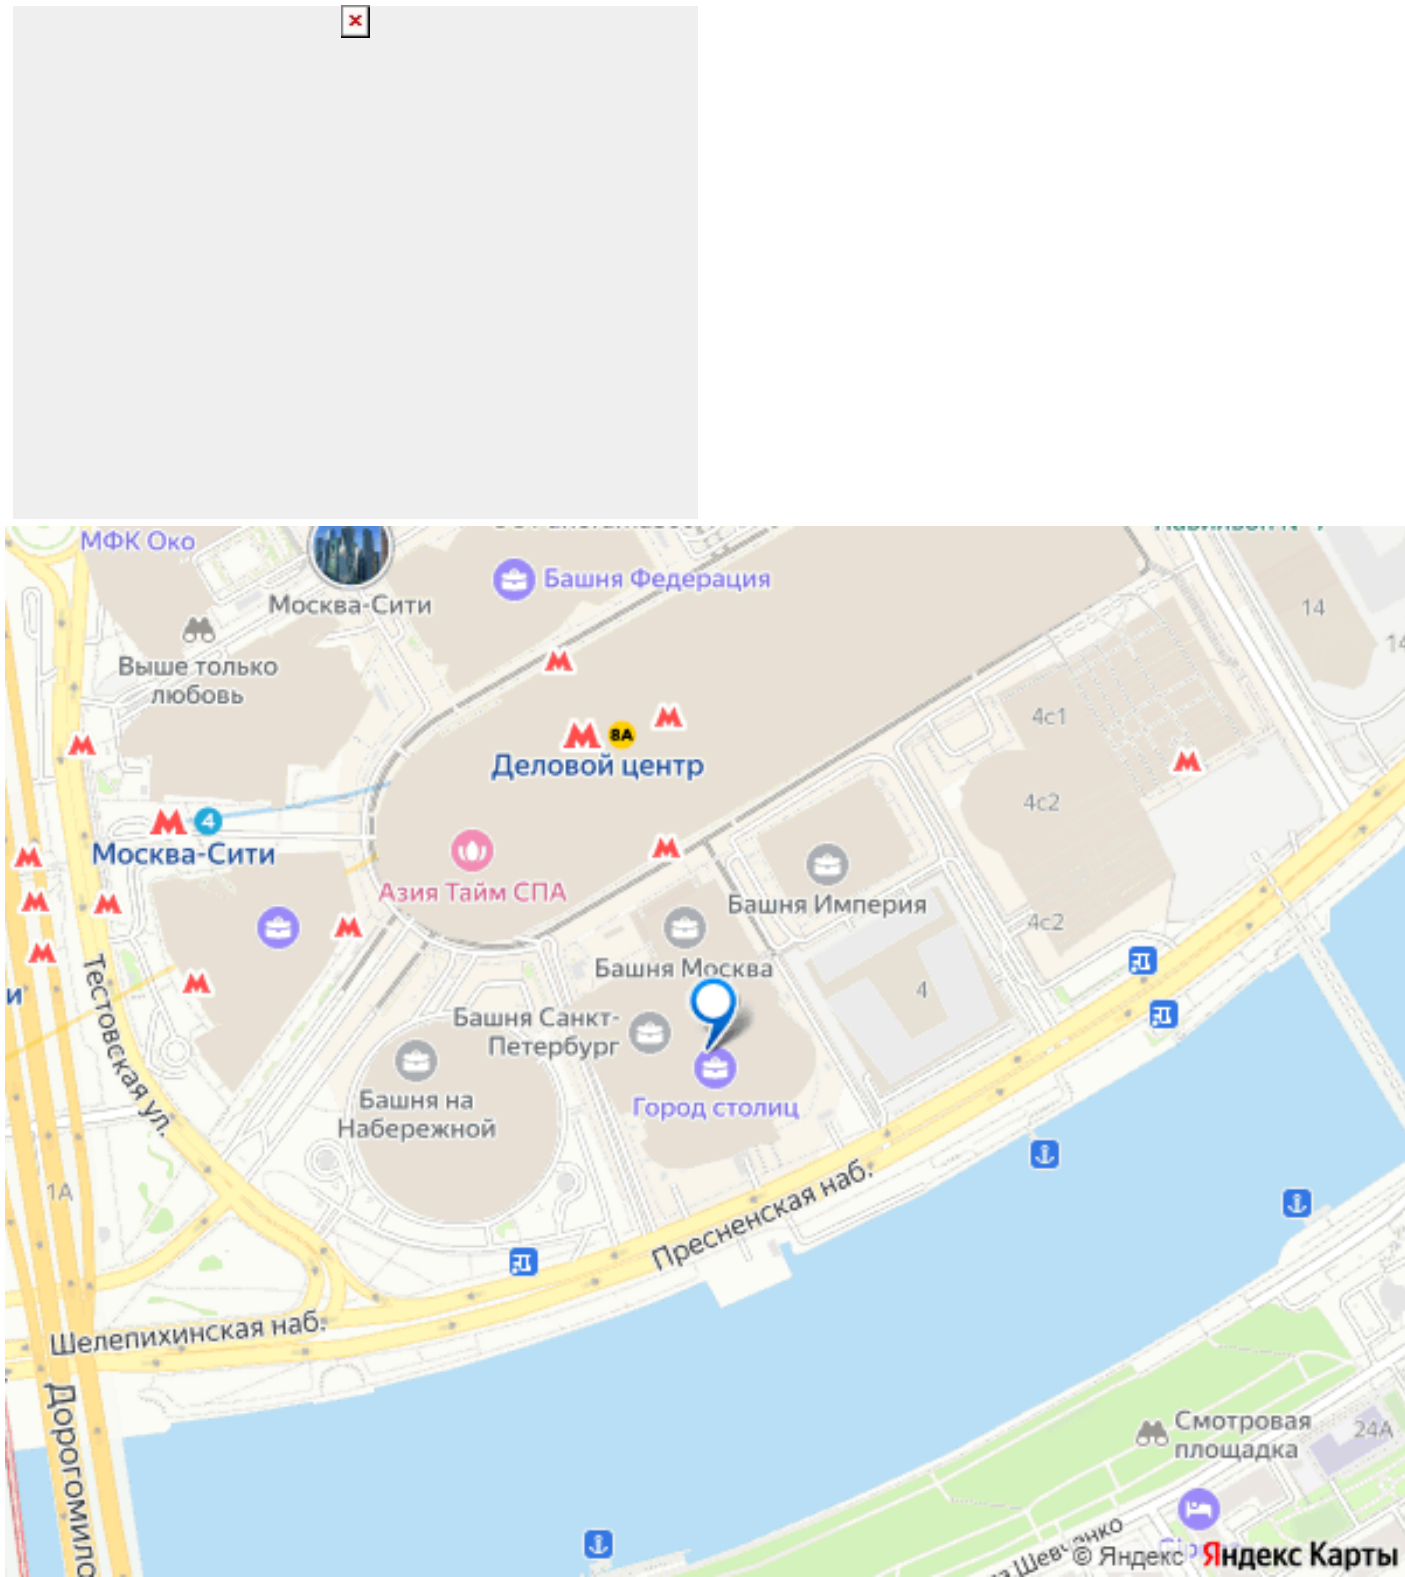 МФК Око
Башня Федерация
Москва-Сити
14
14
Выше только
любовь
4с1
8А
Деловой центр
4с2
4
Москва-Сити
Азия Тайм СПА
Башня Империя
4с2
Башня Москва
4
Тестовская ул.
Башня Санкт-
Петербург
Башня на
Набережной
Город столиц
1А
Пресненская наб.
Шелепихинская наб.
Дорогомило
Смотровая
площадка
24А
© Яндекс Яндекс Карты